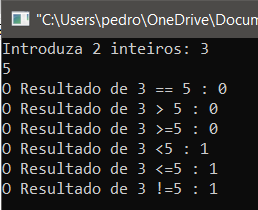 "C:\Users\pedro\OneDrive\Docum
Introduza 2 inteiros: 3
5
O Resultado de 3 == 5 : 0
O Resultado de 3 > 5 : 0
O Resultado de 3 >=5 : 0
O Resultado de 3 <5 : 1
O Resultado de 3 <=5 : 1
O Resultado de 3 !=5 : 1